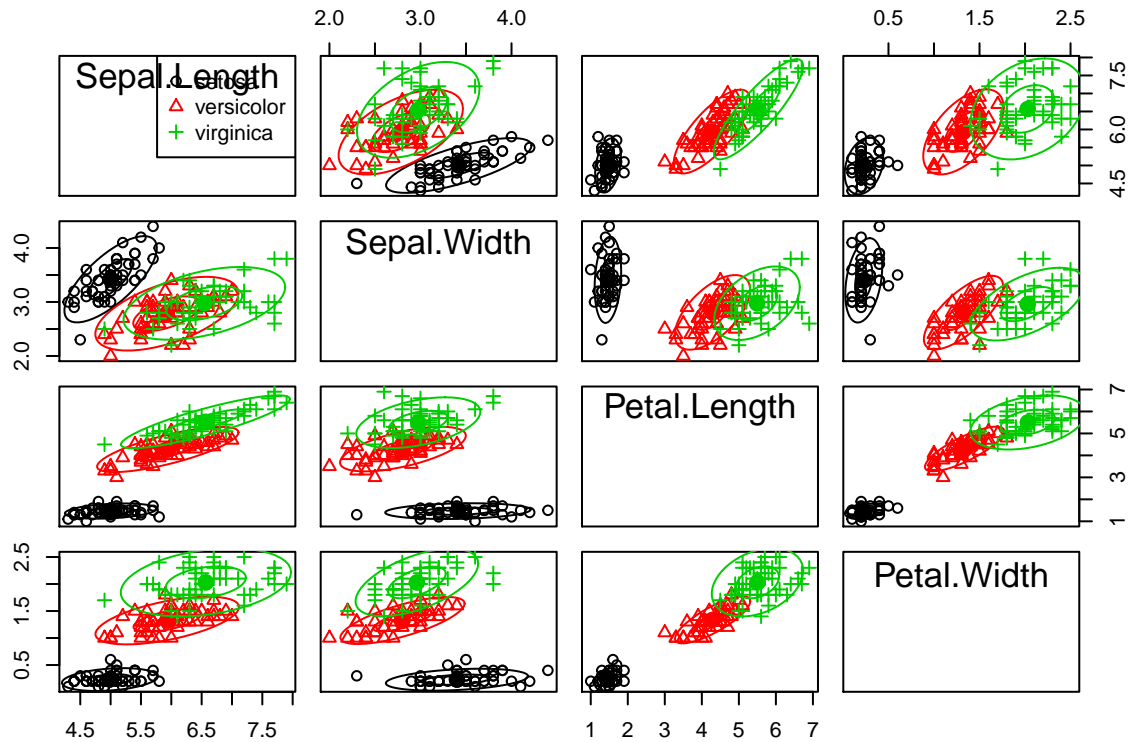 2.0 3.0 4.0
0.5 1.5 2.5
Sepal.Length
setosa
versicolor
virginica
4.5 6.0 7.5
2.0 3.0 4.0
Sepal.Width
Petal.Length
1 3 5 7
0.5 1.5 2.5
Petal.Width
4.5 5.5 6.5 7.5
1 2 3 4 5 6 7